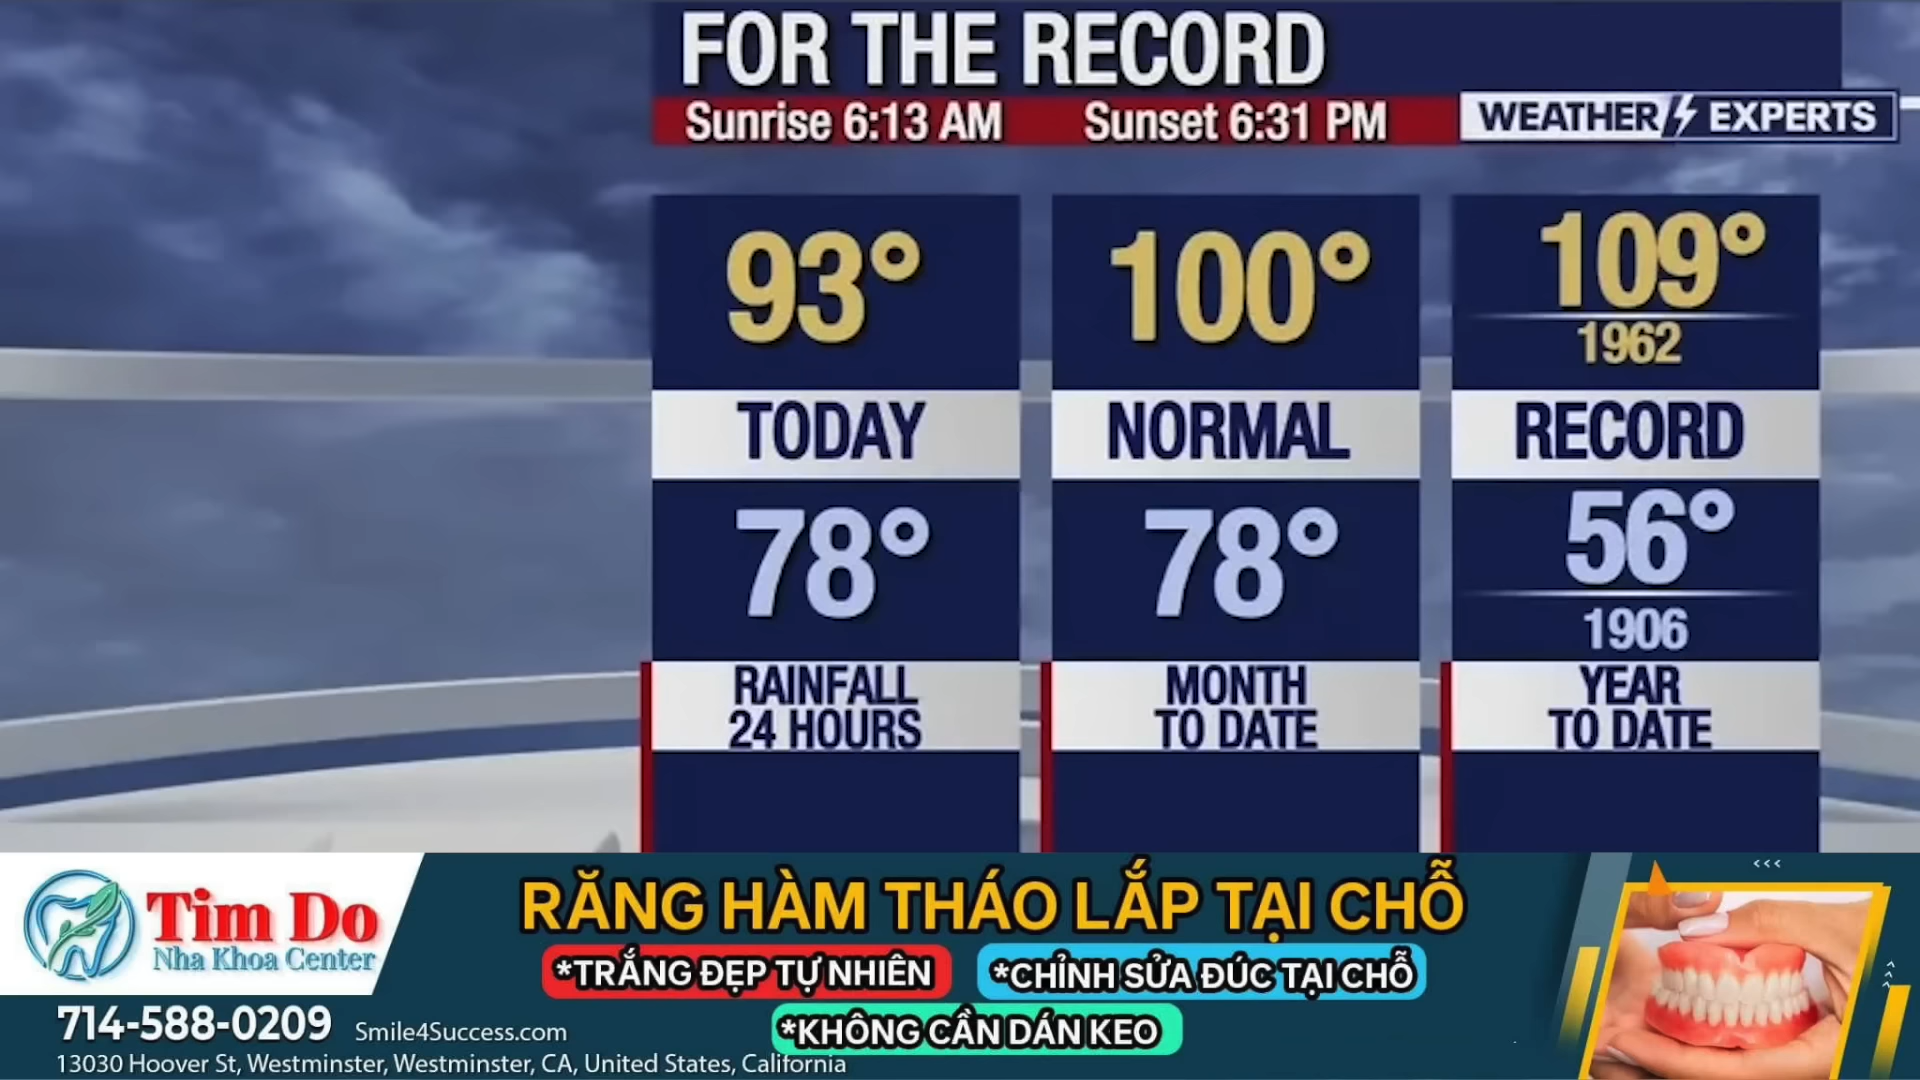 FOR THE RECORD
Sunrise 6:13 AM Sunset 6:31 PM
WEATHER EXPERTS
93° 100° 109°
1962
TODAY NORMAL RECORD
78° 78° 56°
1906
RAINFALL 24 HOURS
MONTH TO DATE
YEAR TO DATE
Tim Do
Nha Khoa Center
714-588-0209 Smile4Success.com
13030 Hoover St, Westminster, Westminster, CA, United States, California
RĂNG HÀM THÁO LẮP TẠI CHỖ
*TRẮNG ĐẸP TỰ NHIÊN *CHỈNH SỬA ĐÚC TẠI CHỖ
*KHÔNG CẦN DÁN KEO